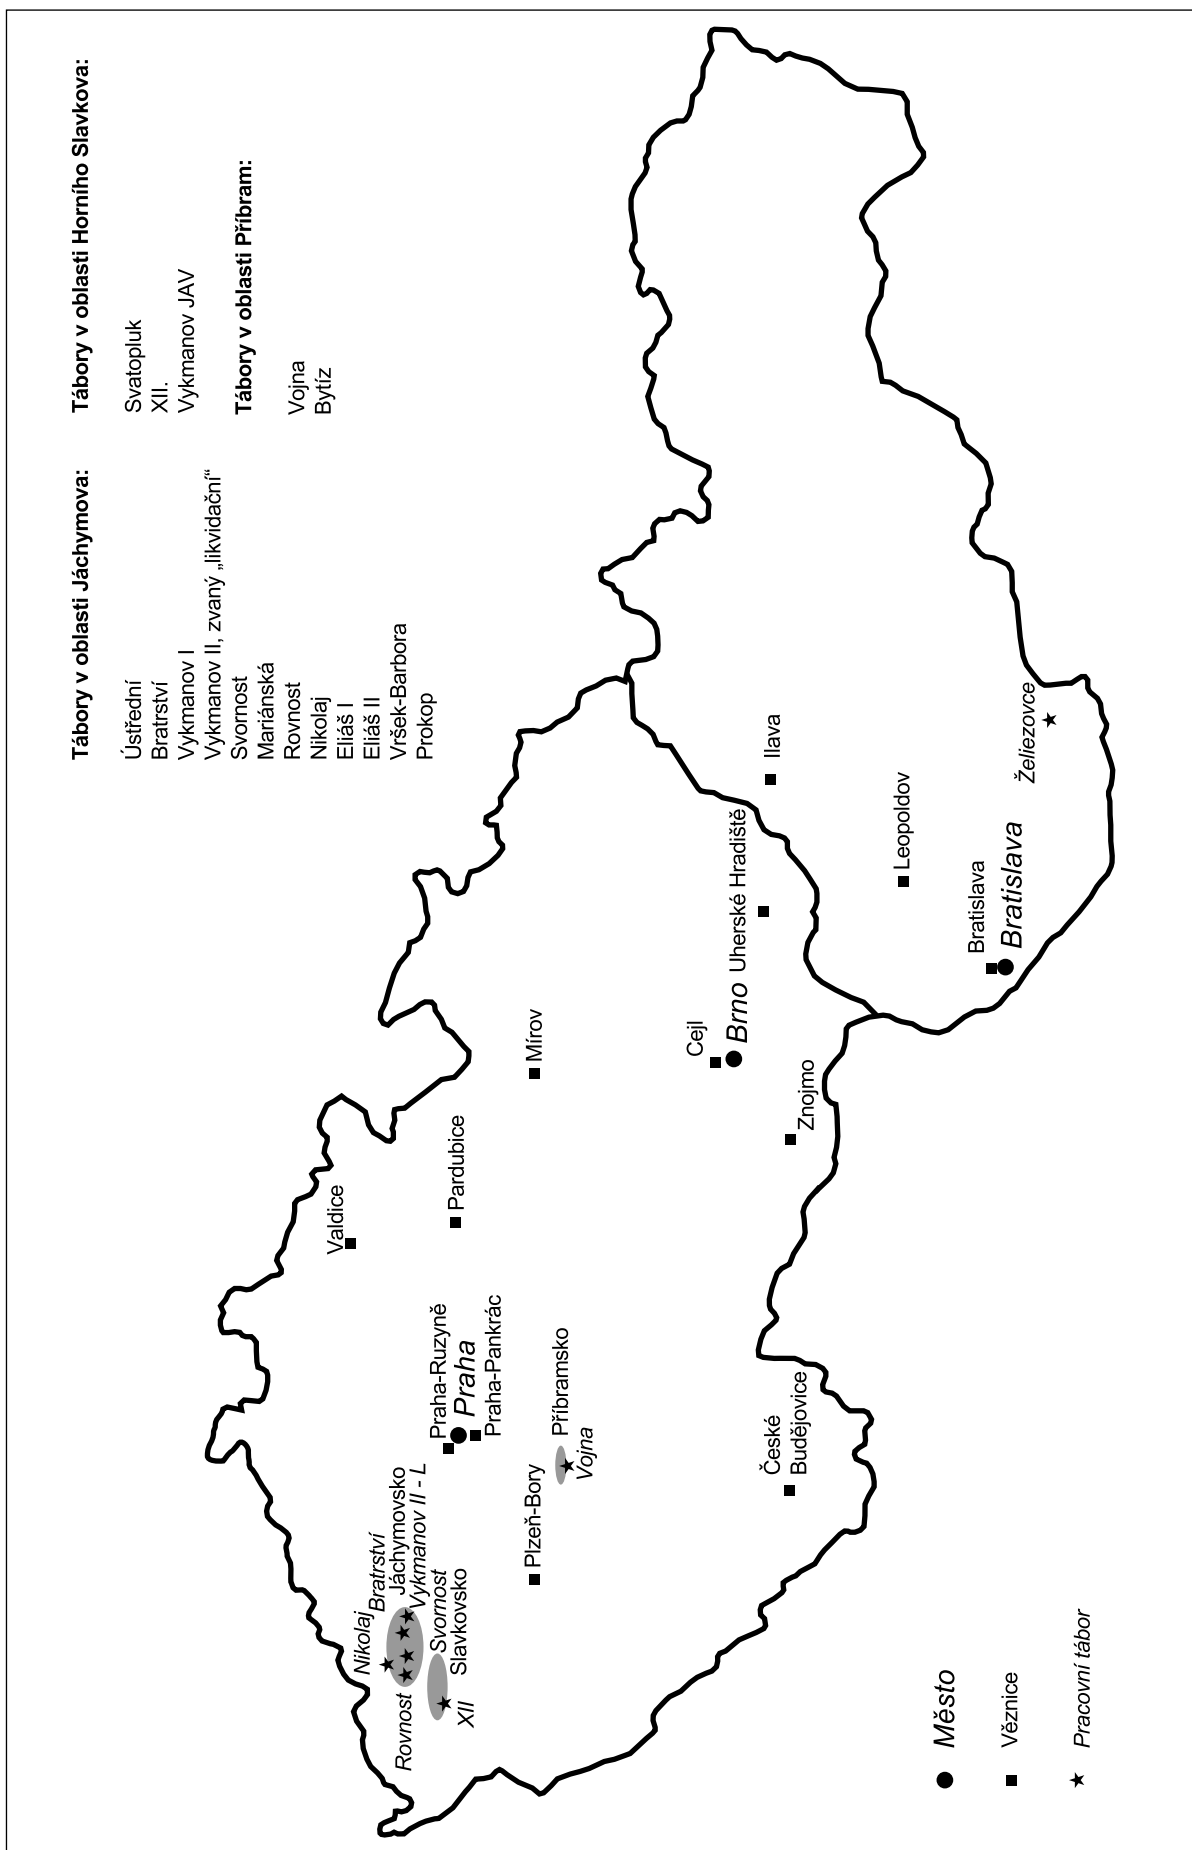 Tábory v oblasti Jáchymova:
Ústřední
Bratrství
Vykmanov I
Vykmanov II, zvaný „likvidační“
Svornost
Mariánská
Rovnost
Nikolaj
Eliáš I
Eliáš II
Vršek-Barbora
Prokop
Tábory v oblasti Horního Slavkova:
Svatopluk
XII.
Vykmanov JAV
Tábory v oblasti Příbram:
Vojna
Bytíz
Nikolaj
Bratrství
Jáchymovsko
Rovnost
Vykmanov II - L
Svornost
Slavkovsko
XII
Valdice
Praha-Ruzyně
Praha
Praha-Pankrác
Pardubice
Plzeň-Bory
Příbramsko
Vojna
Mírov
České
Budějovice
Cejl
Brno
Uherské Hradiště
Znojmo
Ilava
Leopoldov
Bratislava
Bratislava
Želiezovce
Město
Věznice
Pracovní tábor